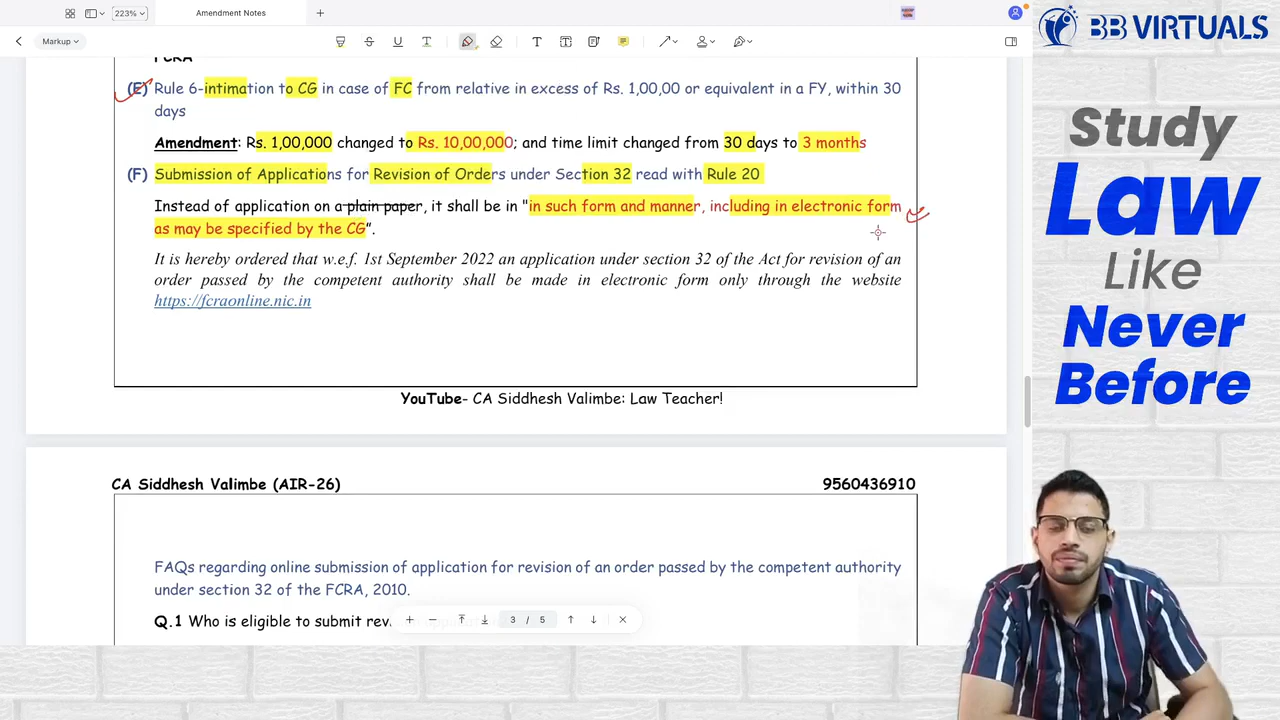 223%
Amendment Notes
BB VIRTUALS
Markup
FCRA
(E) Rule 6-intimation to CG in case of FC from relative in excess of Rs. 1,00,00 or equivalent in a FY, within 30
days
Amendment: Rs. 1,00,000 changed to Rs. 10,00,000; and time limit changed from 30 days to 3 months
(F) Submission of Applications for Revision of Orders under Section 32 read with Rule 20
Instead of application on a plain paper, it shall be in "in such form and manner, including in electronic form
as may be specified by the CG".
It is hereby ordered that w.e.f. 1st September 2022 an application under section 32 of the Act for revision of an
order passed by the competent authority shall be made in electronic form only through the website
https://fcraonline.nic.in
YouTube- CA Siddhesh Valimbe: Law Teacher!
CA Siddhesh Valimbe (AIR-26) 9560436910
FAQs regarding online submission of application for revision of an order passed by the competent authority
under section 32 of the FCRA, 2010.
Q.1 Who is eligible to submit rev
3 / 5
Study
Law
Like
Never
Before